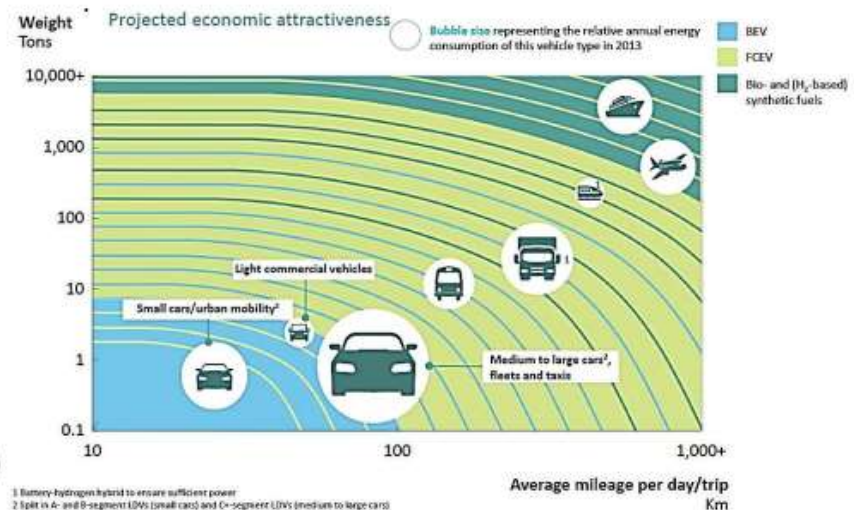 Weight
Tons
Projected economic attractiveness
Bubble size representing the relative annual energy
consumption of this vehicle type in 2013
BEV
FCEV
Bio- and (H2-based)
synthetic fuels
10,000+
1,000
100
10
1
0.1
Light commercial vehicles
Small cars/urban mobility²
1
Medium to large cars²,
fleets and taxis
10
100
1,000+
Average mileage per day/trip
Km
1 Battery-hydrogen hybrid to ensure sufficient power
2 Split in A- and B-segment LDVs (small cars) and C+-segment LDVs (medium to large cars)